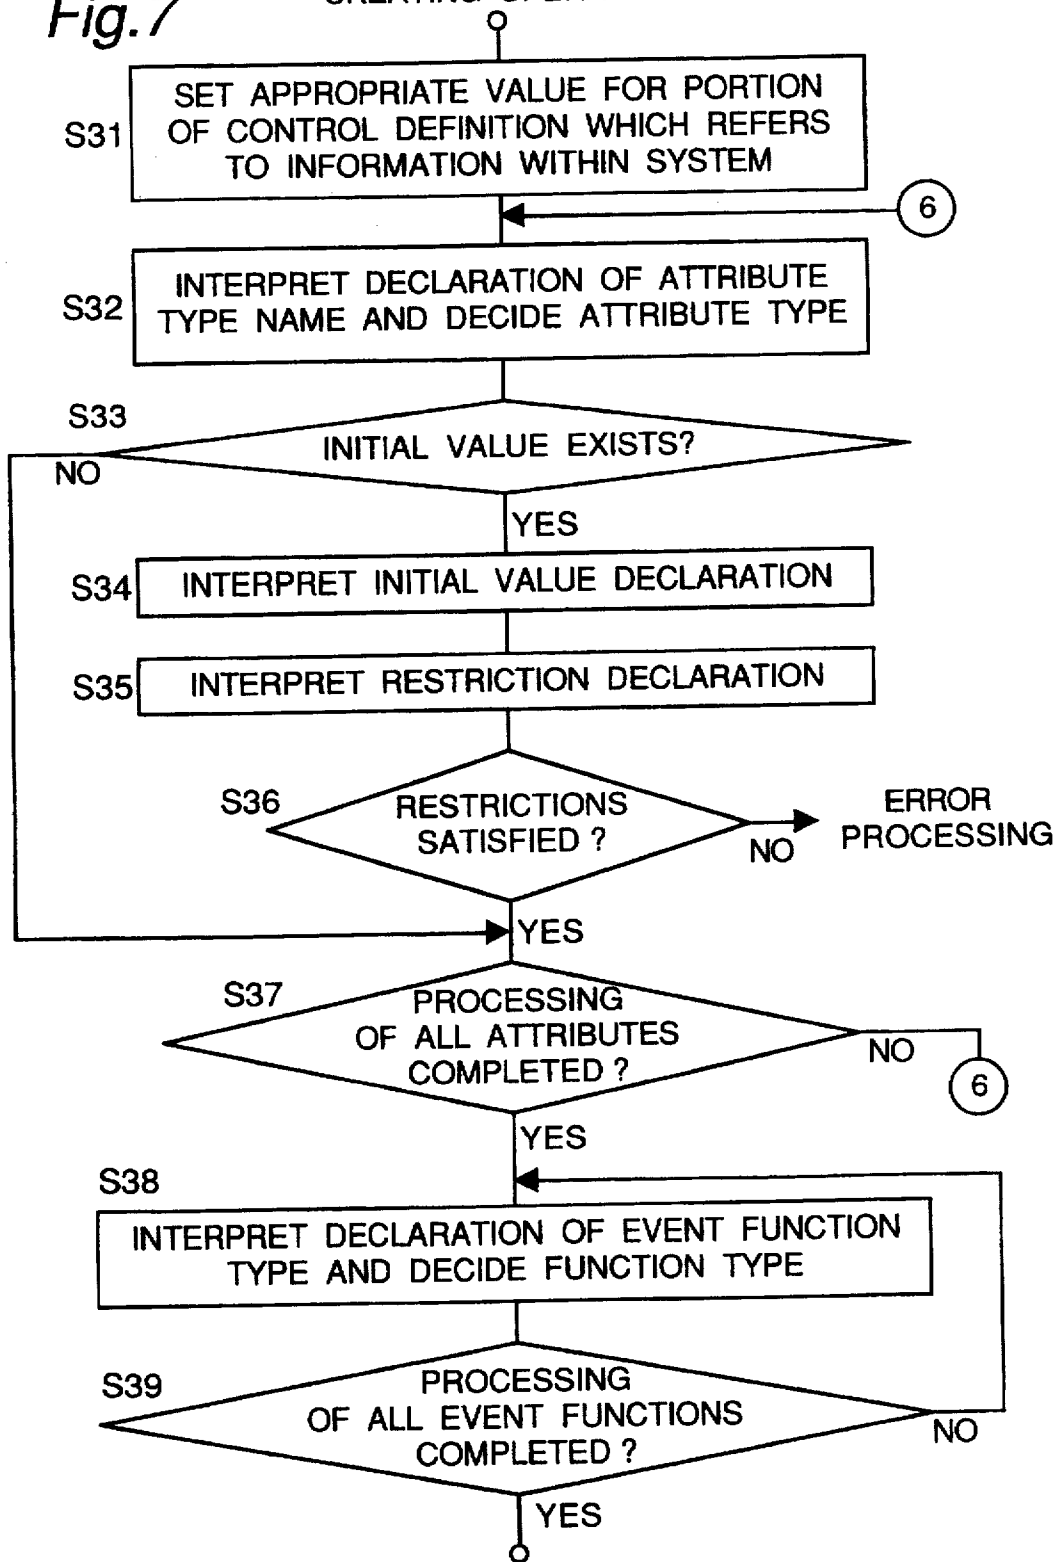 Fig.7
S31
SET APPROPRIATE VALUE FOR PORTION
OF CONTROL DEFINITION WHICH REFERS
TO INFORMATION WITHIN SYSTEM
6
S32
INTERPRET DECLARATION OF ATTRIBUTE
TYPE NAME AND DECIDE ATTRIBUTE TYPE
S33
INITIAL VALUE EXISTS?
NO
YES
S34
INTERPRET INITIAL VALUE DECLARATION
S35
INTERPRET RESTRICTION DECLARATION
S36
RESTRICTIONS
SATISFIED ?
NO
ERROR
PROCESSING
YES
S37
PROCESSING
OF ALL ATTRIBUTES
COMPLETED ?
NO
6
YES
S38
INTERPRET DECLARATION OF EVENT FUNCTION
TYPE AND DECIDE FUNCTION TYPE
S39
PROCESSING
OF ALL EVENT FUNCTIONS
COMPLETED ?
NO
YES